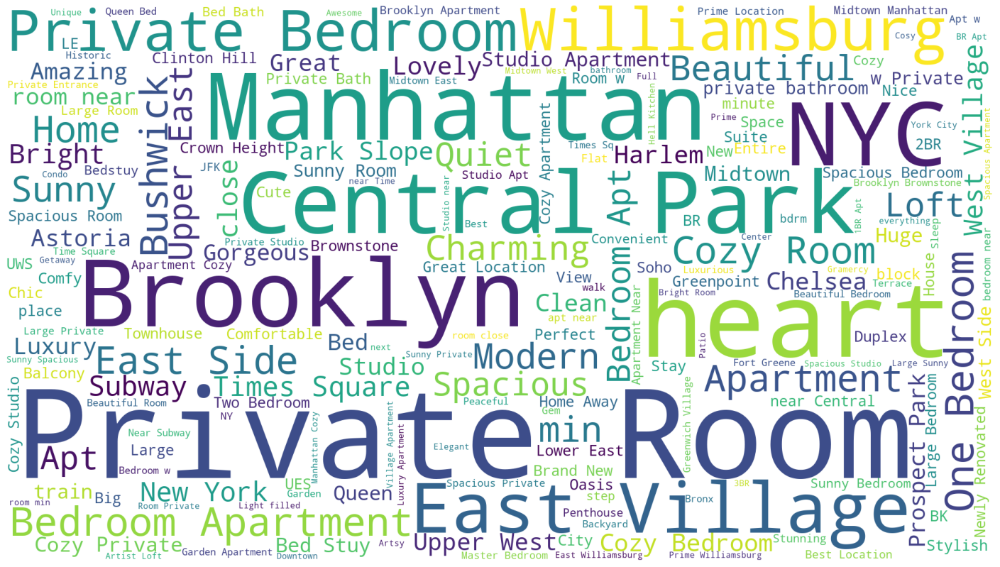 Unique
Queen Bed
Bed Bath
Awesome
Brooklyn Apartment
Prime Location
Midtown Manhattan
Apt w
Private Bedroom
Williamsburg
LE
Cosy
BR Apt
Historic
Clinton Hill
Great
Lovely
Studio Apartment
Beautiful
Cozy
Amazing
Private Bath
Midtown West
bathroom
Room w
Full
w Private
Private Entrance
Midtown East
private bathroom
Nice
room near
Large Room
Bushwick
Upper East
Manhattan
Hell Kitchen
minute
Prime
Space
NYC
York City
West Village
Spacious Apartment
Home
Suite
2BR
Bright
Crown Height
Park Slope
Quiet
Cozy Apartment
Times Sq
Flat
Harlem
New
Entire
Condo
Bedstuy
JFK
close
Sunny Room
near Time
Studio Apt
Midtown
Spacious Bedroom
Brooklyn Brownstone
Sunny
Cute
Central Park
Studio near
Apt
Loft
Spacious Room
Best
BR
bdrm
1BR Apt
everything
Astoria
Private Studio
Convenient
Center
Huge
Sleep
Time Square
Gorgeous
Brownstone
Charming
Cozy Room
UWS
Getaway
Apartment Cozy
Great Location
View
Soho
Luxurious
Gramercy
block
House
bedroom near
Comfy
Greenpoint
Chelsea
Terrace
Chic
Brooklyn
walk
Bedroom
Bright Room
Beautiful Bedroom
place
Clean
apt near
Apartment Near
heart
One Bedroom
West Side
Large Private
Townhouse
Comfortable
Bed
room close
Perfect
Patio
Duplex
Luxury
next
Sunny Private
Modern
Sunny Spacious
East Side
Studio
Stay
Fort Greene
Spacious Studio
Large Sunny
Balcony
Subway
Times Square
Spacious
Apartment
Prospect Park
Large Bedroom
Cozy Studio
Beautiful Room
Two Bedroom
Peaceful
Home Away
near Central
NY
Gem
Private Room
Near Subway
Manhattan Cozy
Village Apartment
Luxury Apartment
min
Greenwich Village
Newly Renovated
Apt
Large
Elegant
Lower East
Bedroom w
Brand New
train
Big
New York
UES
Garden
Queen
Spacious Private
Oasis
step
3BR
Sunny Bedroom
room min
Room Private
Light filled
East Village
Bronx
Penthouse
BK
Bedroom Apartment
Backyard
Cozy Private
Garden Apartment
Bed Stuy
Artsy
Upper West
City
Cozy Bedroom
Stunning
Stylish
Artist Loft
Downtown
Master Bedroom
East Williamsburg
Prime Williamsburg
Best Location